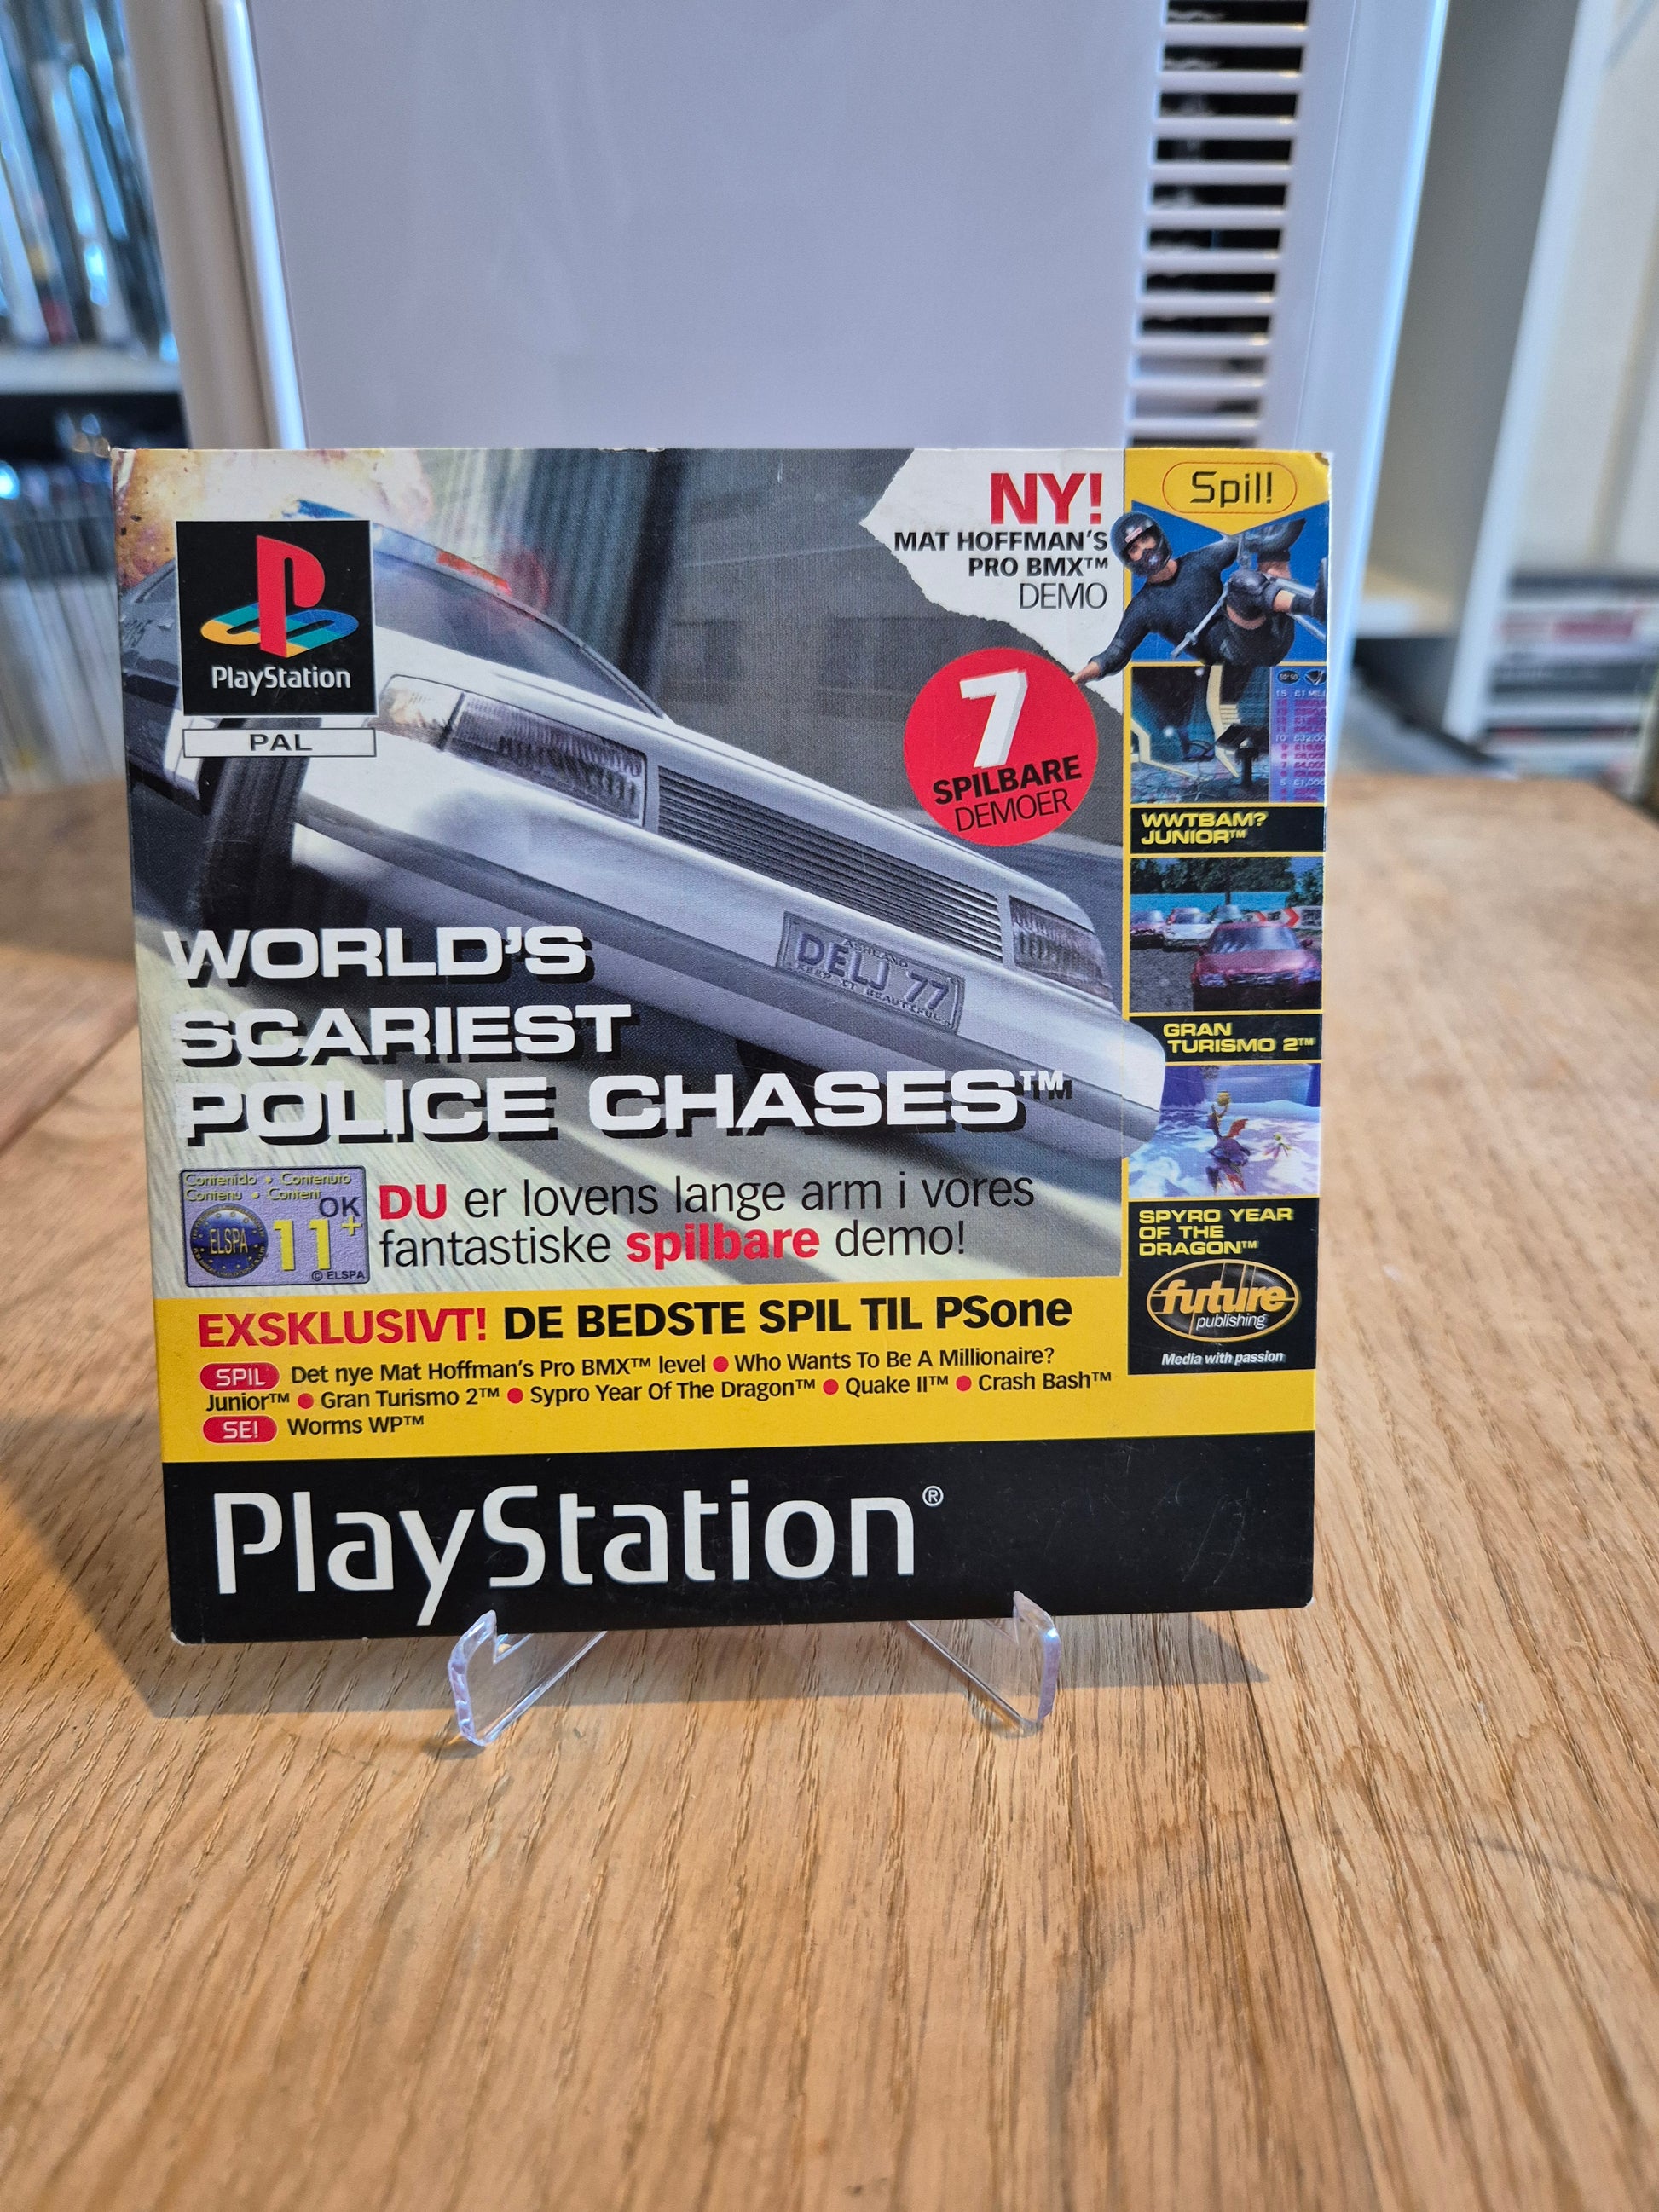 NY!
MAT HOFFMAN'S
PRO BMX™
DEMO
Spil!
PlayStation
PAL
7
SPILBARE
DEMOER
WWTBAM?
JUNIOR™
ASHLAND
DELJ 77
KEEP IT BEAUTIFUL
WORLD'S
SCARIEST
POLICE CHASES™
GRAN
TURISMO 2™
Contenido • Contenuto
Contenu • Content
OK
ELSPA
11+
© ELSPA
DU er lovens lange arm i vores
fantastiske spilbare demo!
SPYRO YEAR
OF THE
DRAGON™
future
publishing
Media with passion
EXSKLUSIVT! DE BEDSTE SPIL TIL PSone
SPIL Det nye Mat Hoffman's Pro BMX™ level • Who Wants To Be A Millionaire?
Junior™ • Gran Turismo 2™ • Sypro Year Of The Dragon™ • Quake II™ • Crash Bash™
SE! Worms WP™
PlayStation®